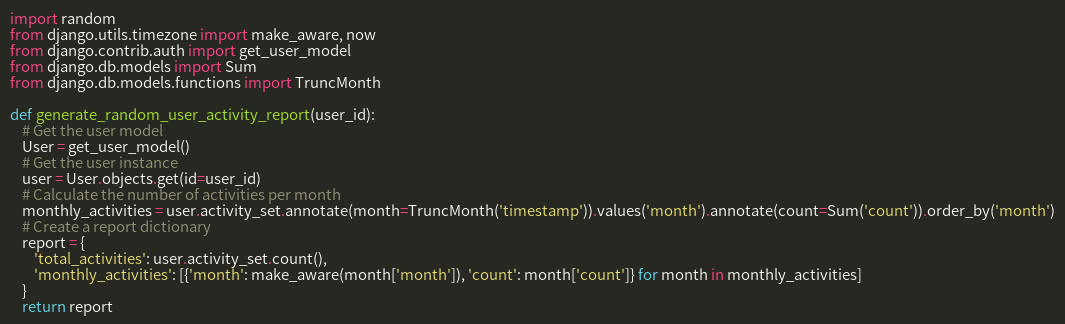 import random
from django.utils.timezone import make_aware, now
from django.contrib.auth import get_user_model
from django.db.models import Sum
from django.db.models.functions import TruncMonth

def generate_random_user_activity_report(user_id):
    # Get the user model
    User = get_user_model()
    # Get the user instance
    user = User.objects.get(id=user_id)
    # Calculate the number of activities per month
    monthly_activities = user.activity_set.annotate(month=TruncMonth('timestamp')).values('month').annotate(count=Sum('count')).order_by('month')
    # Create a report dictionary
    report = {
        'total_activities': user.activity_set.count(),
        'monthly_activities': [{'month': make_aware(month['month']), 'count': month['count']} for month in monthly_activities]
    }
    return report